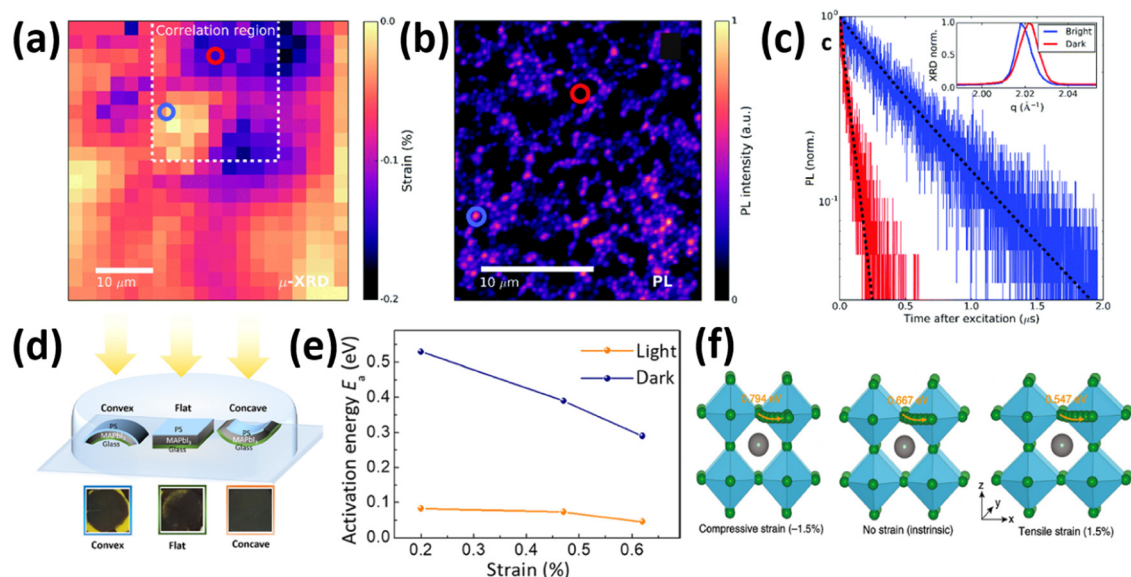 (a)
Correlation region
10 μm
μ-XRD
0.0
-0.1
-0.2
Strain (%)
(b)
10 μm
PL
1
0
PL intensity (a.u.)
(c)
c
10⁰
10⁻¹
PL (norm.)
0.0 0.5 1.0 1.5 2.0
Time after excitation (μs)
1.0
0.5
0.0
XRD norm.
2.00 2.02 2.04
q (Å⁻¹)
Bright
Dark
(d)
Convex Flat Concave
PS PS PS
MAPbI₃ MAPbI₃ MAPbI₃
Glass Glass Glass
Convex Flat Concave
(e)
Light
Dark
0.5
0.4
0.3
0.2
0.1
0.0
Activation energy Eₐ (eV)
0.2 0.3 0.4 0.5 0.6
Strain (%)
(f)
0.794 eV 0.667 eV 0.547 eV
z
y
x
Compressive strain (−1.5%) No strain (instrinsic) Tensile strain (1.5%)